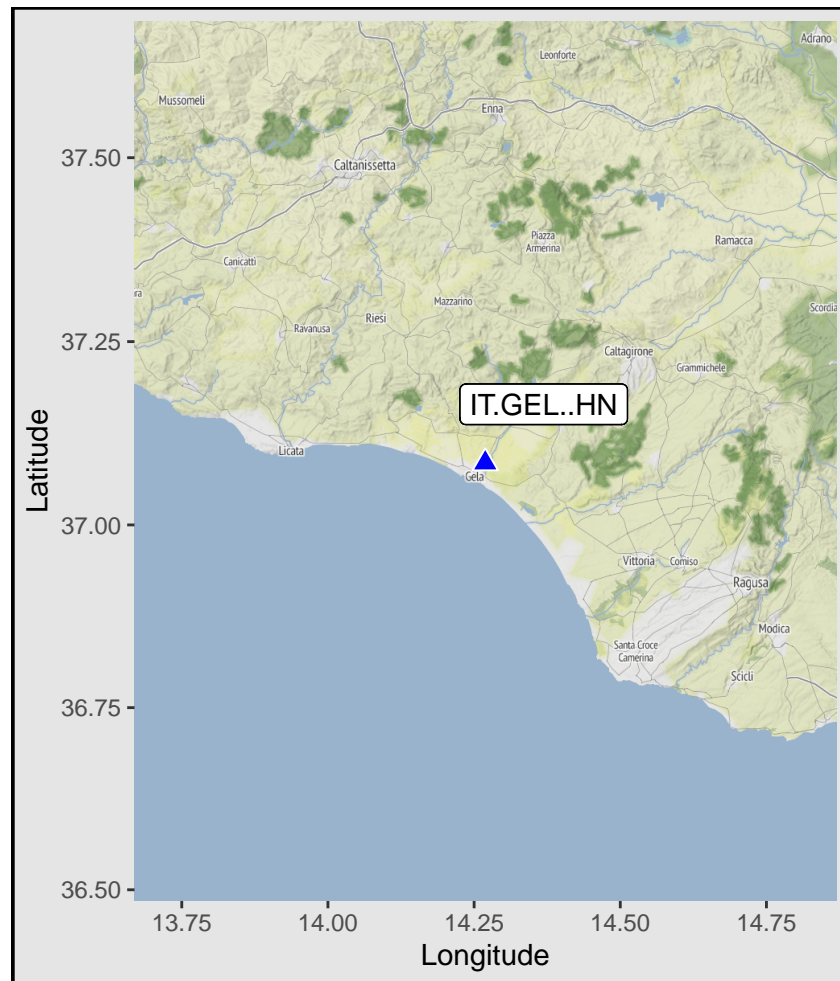 Adrano
Leonforte
Mussomeli
Enna
37.50
Caltanissetta
Piazza
Armerina
Ramacca
Canicatti
ra
Mazzarino
Scordia
Riesi
Ravanusa
37.25
Caltagirone
Grammichele
IT.GEL..HN
Licata
Gela
Latitude
37.00
Vittoria
Comiso
Ragusa
Modica
Santa Croce
Camerina
Scicli
36.75
36.50
13.75 14.00 14.25 14.50 14.75
Longitude